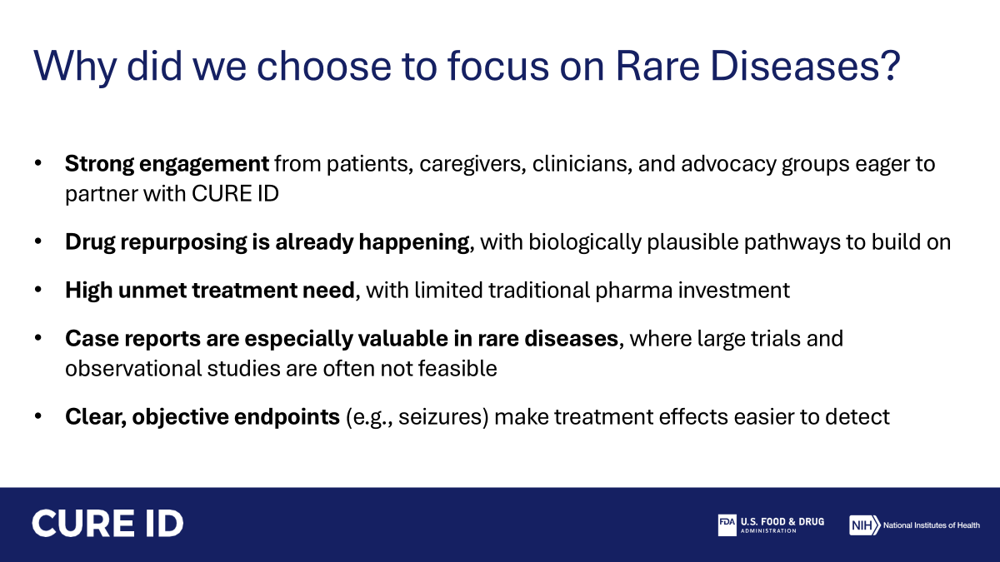 Why did we choose to focus on Rare Diseases?
• Strong engagement from patients, caregivers, clinicians, and advocacy groups eager to
partner with CURE ID
• Drug repurposing is already happening, with biologically plausible pathways to build on
• High unmet treatment need, with limited traditional pharma investment
• Case reports are especially valuable in rare diseases, where large trials and
observational studies are often not feasible
• Clear, objective endpoints (e.g., seizures) make treatment effects easier to detect
CURE ID
FDA U.S. FOOD & DRUG
ADMINISTRATION
NIH National Institutes of Health